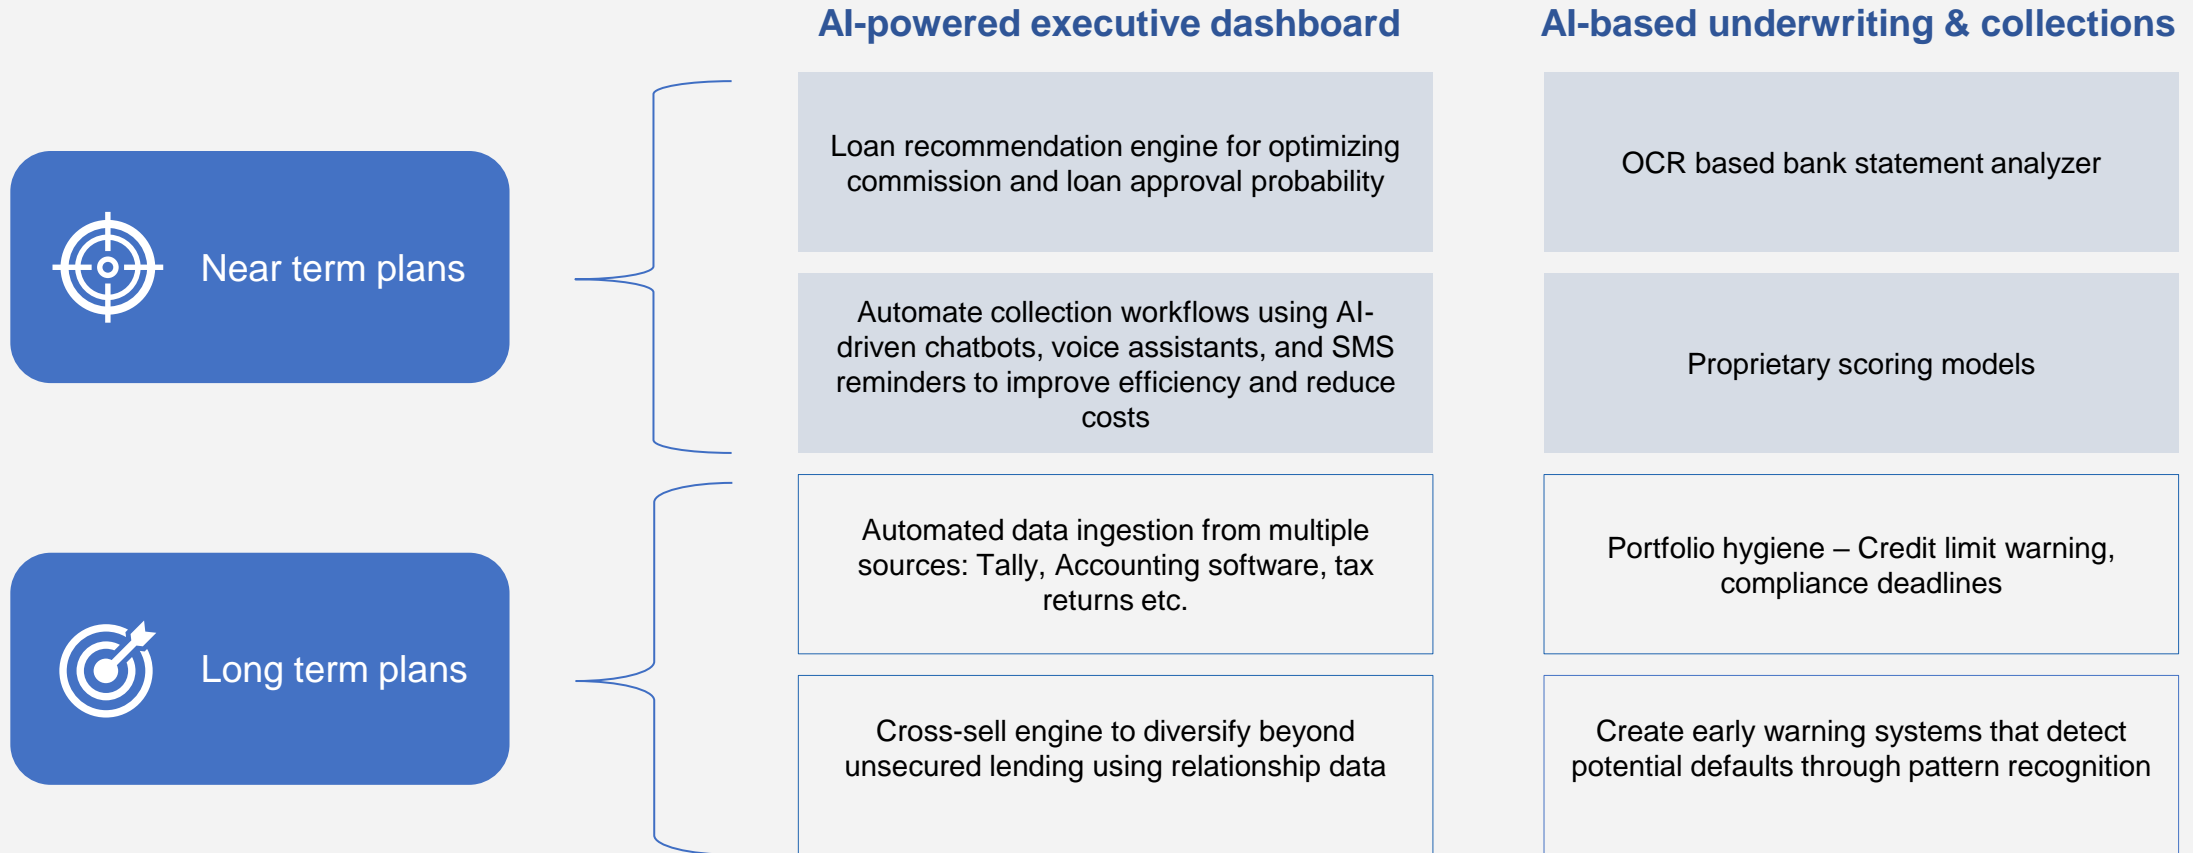 AI-powered executive dashboard
AI-based underwriting & collections
Near term plans
Loan recommendation engine for optimizing
commission and loan approval probability
OCR based bank statement analyzer
Automate collection workflows using AI-
driven chatbots, voice assistants, and SMS
reminders to improve efficiency and reduce
costs
Proprietary scoring models
Long term plans
Automated data ingestion from multiple
sources: Tally, Accounting software, tax
returns etc.
Portfolio hygiene – Credit limit warning,
compliance deadlines
Cross-sell engine to diversify beyond
unsecured lending using relationship data
Create early warning systems that detect
potential defaults through pattern recognition